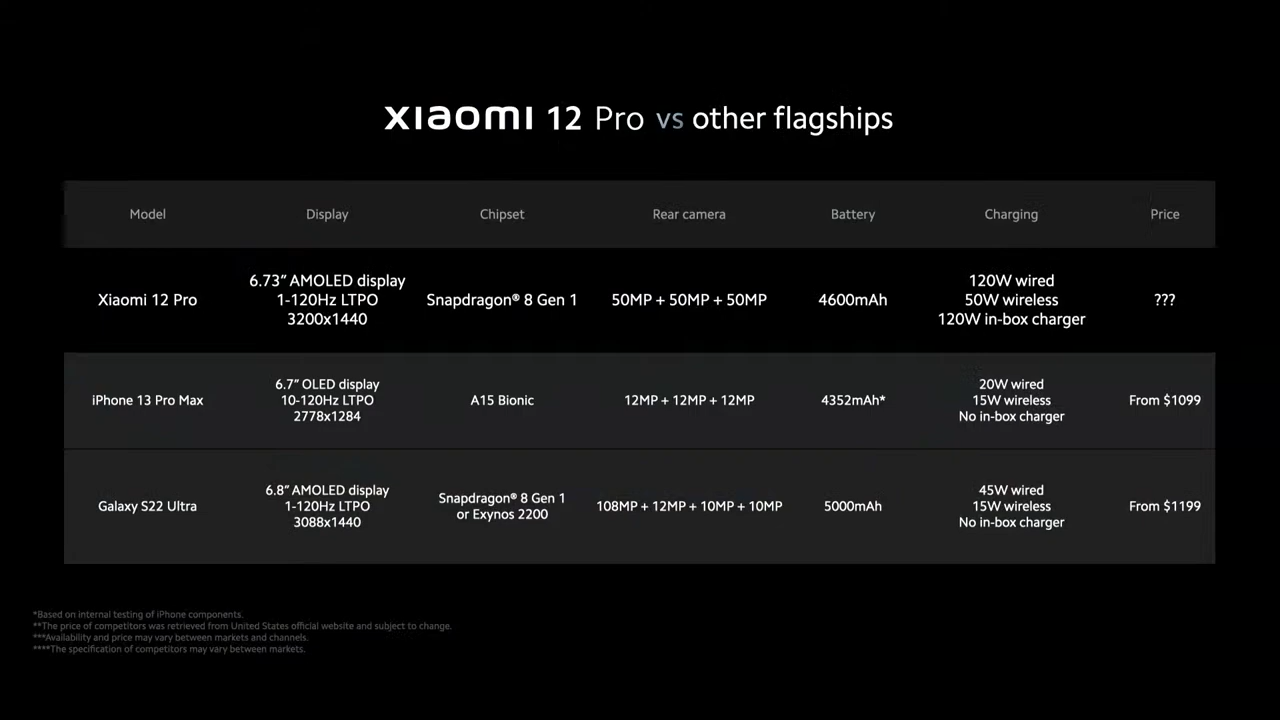 xiaomi 12 Pro vs other flagships
Model Display Chipset Rear camera Battery Charging Price
6.73” AMOLED display 120W wired
Xiaomi 12 Pro 1-120Hz LTPO Snapdragon® 8 Gen 1 50MP + 50MP + 50MP 4600mAh 50W wireless ???
3200x1440 120W in-box charger
6.7” OLED display 20W wired
iPhone 13 Pro Max 10-120Hz LTPO A15 Bionic 12MP + 12MP + 12MP 4352mAh* 15W wireless From $1099
2778x1284 No in-box charger
6.8” AMOLED display Snapdragon® 8 Gen 1 45W wired
Galaxy S22 Ultra 1-120Hz LTPO or Exynos 2200 108MP + 12MP + 10MP + 10MP 5000mAh 15W wireless From $1199
3088x1440 No in-box charger
*Based on internal testing of iPhone components.
**The price of competitors was retrieved from United States official website and subject to change.
***Availability and price may vary between markets and channels.
****The specification of competitors may vary between markets.